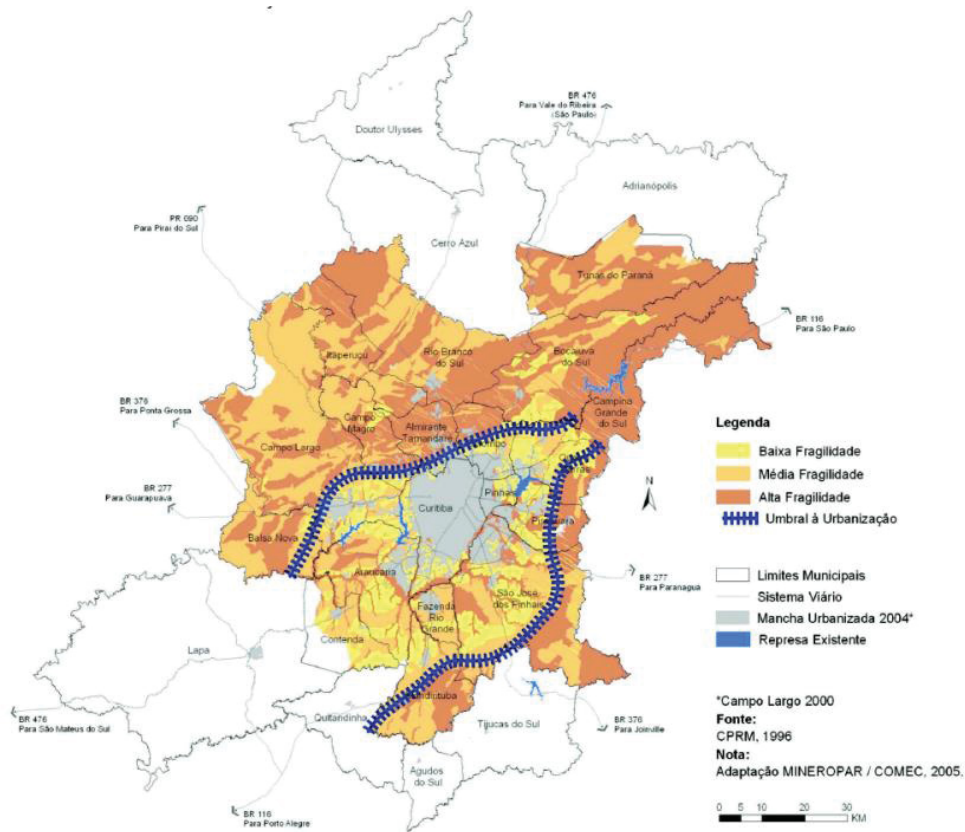 BR 476
Para Vale do Ribeira
(São Paulo)
Doutor Ulysses
Adrianópolis
PR 090
Para Piraí do Sul
Cerro Azul
Tunas do Paraná
BR 116
Para São Paulo
Itaperuçu
Rio Branco
do Sul
Bocaiúva
do Sul
BR 376
Para Ponta Grossa
Campo
Magro
Campina
Grande
do Sul
Almirante
Tamandaré
Campo Largo
Legenda
Baixa Fragilidade
Média Fragilidade
Alta Fragilidade
Umbral à Urbanização
N
BR 277
Para Guarapuava
Curitiba
Pinhais
Piraquara
Balsa Nova
Araucária
BR 277
Para Paranaguá
São José
dos Pinhais
Fazenda
Rio
Grande
Limites Municipais
Sistema Viário
Mancha Urbanizada 2004*
Represa Existente
Contenda
Lapa
Quitandinha
Tijucas do Sul
BR 476
Para São Mateus do Sul
BR 376
Para Joinville
Agudos
do Sul
BR 116
Para Porto Alegre
*Campo Largo 2000
Fonte:
CPRM, 1996
Nota:
Adaptação MINEROPAR / COMEC, 2005.
0 5 10 20 30
KM